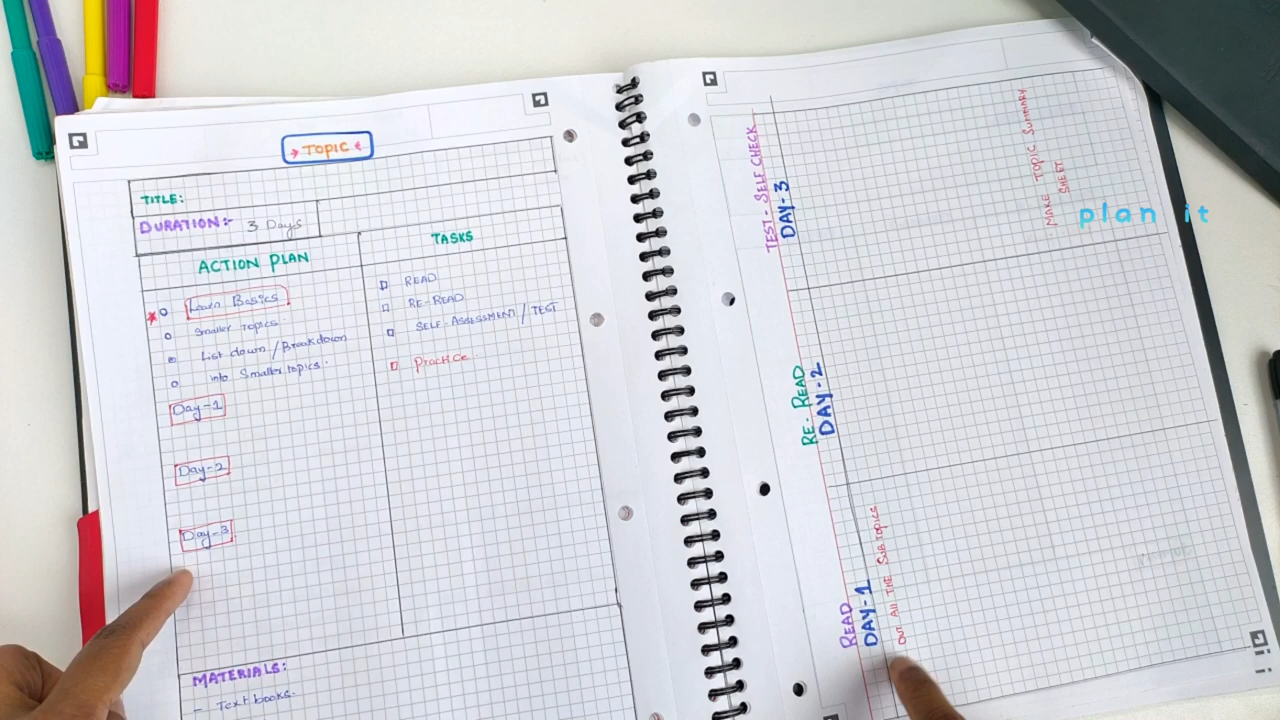 TOPIC
TITLE:
DURATION:- 3 Days
ACTION PLAN
Learn Basics
Smaller topics
List down / Breakdown
into Smaller topics.
Day-1
Day-2
Day-3
TASKS
READ
RE-READ
SELF-ASSESSMENT / TEST
Practice
MATERIALS:
- Text books.
READ
DAY-1
OUT All THE SUB TOPICS
RE-READ
DAY-2
TEST-SELF CHECK
DAY-3
MAKE TOPIC SUMMARY
SHEET
plan it